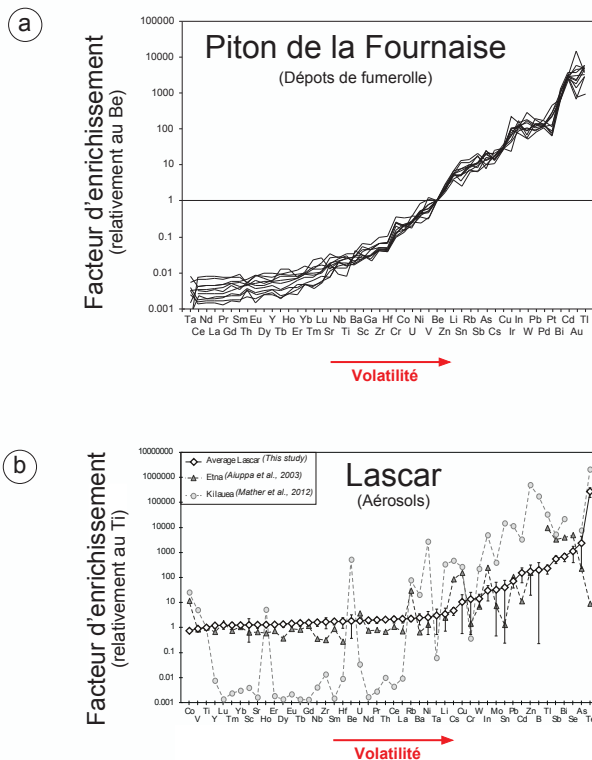 a
Piton de la Fournaise
(Dépots de fumerolle)
Facteur d'enrichissement
(relativement au Be)
100000
10000
1000
100
10
1
0.1
0.01
0.001
Ta Nd Pr Sm Eu Y Ho Yb Lu Nb Ba Ga Hf Co Ni Be Li Rb As Cu In Pb Pt Cd Tl
Ce La Gd Th Dy Tb Er Tm Sr Ti Sc Zr Cr U V Zn Sn Sb Cs Ir W Pd Bi Au
Volatilité
b
Lascar
(Aérosols)
Average Lascar (This study)
Etna (Aiuppa et al., 2003)
Kilauea (Mather et al., 2012)
Facteur d'enrichissement
(relativement au Ti)
10000000
1000000
100000
10000
1000
100
10
1
0.1
0.01
0.001
Co Ti Lu Yb Sr Er Tb Nb Sm Be Nd Th La Ba Ta Cs Cr In Sn Cd B Sb Se Te
V Y Tm Sc Ho Dy Gd Zr Hf U Pr Ce Rb Ni Li Cu W Mo Pb Zn Tl Bi As
Volatilité